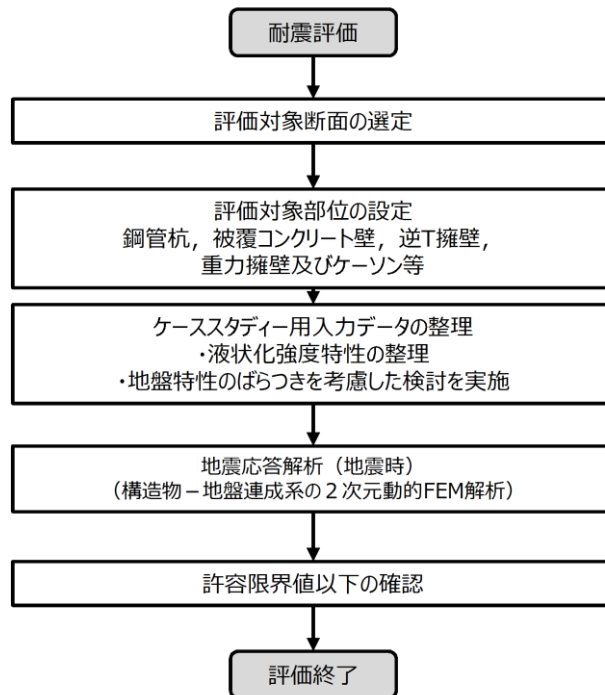 耐震評価
評価対象断面の選定
評価対象部位の設定
鋼管杭，被覆コンクリート壁，逆T擁壁，
重力擁壁及びケーソン等
ケーススタディー用入力データの整理
・液状化強度特性の整理
・地盤特性のばらつきを考慮した検討を実施
地震応答解析（地震時）
（構造物－地盤連成系の２次元動的FEM解析）
許容限界値以下の確認
評価終了